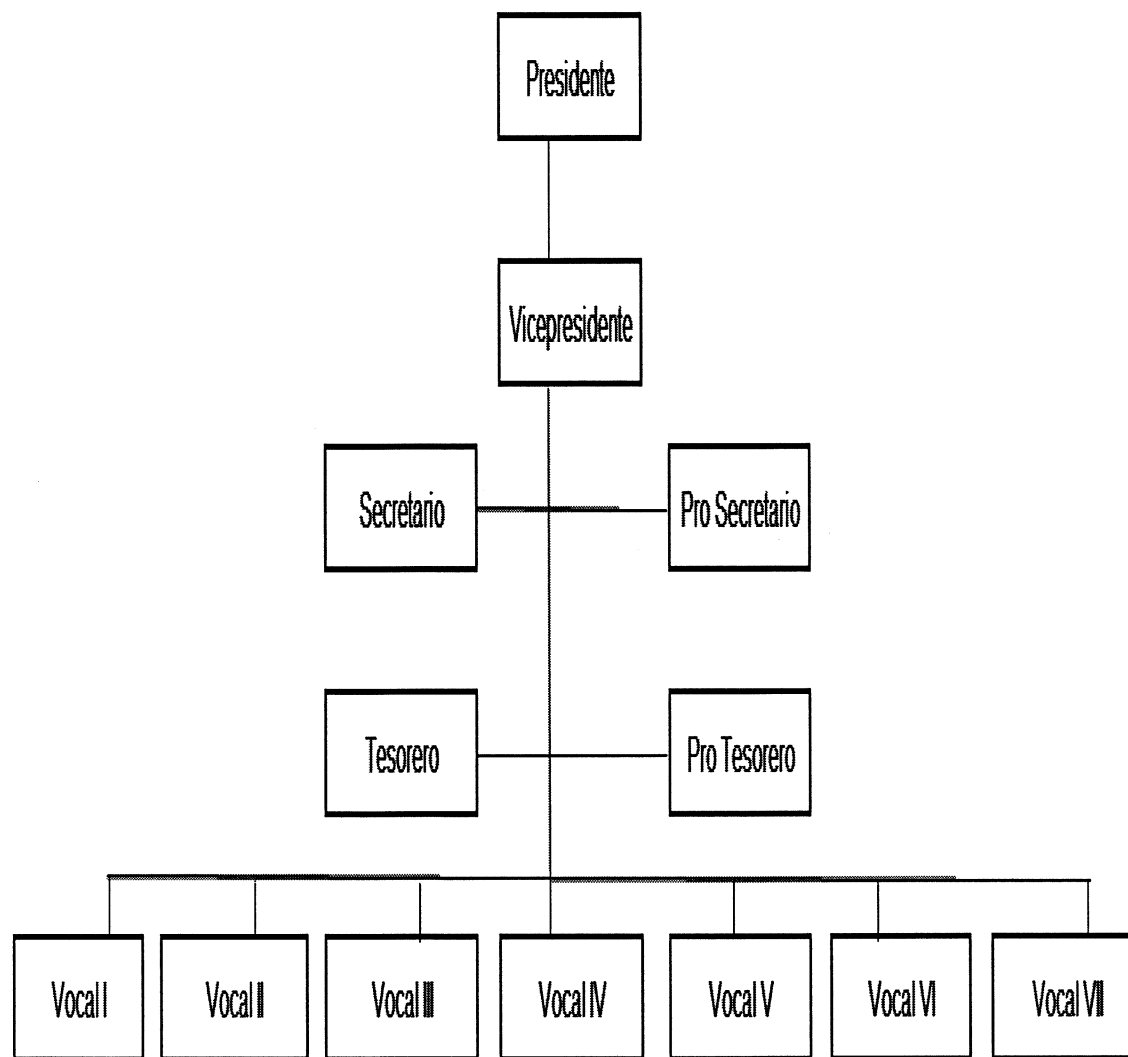 Presidente
Vicepresidente
Secretario
Pro Secretario
Tesorero
Pro Tesorero
Vocal I
Vocal II
Vocal III
Vocal IV
Vocal V
Vocal VI
Vocal VII